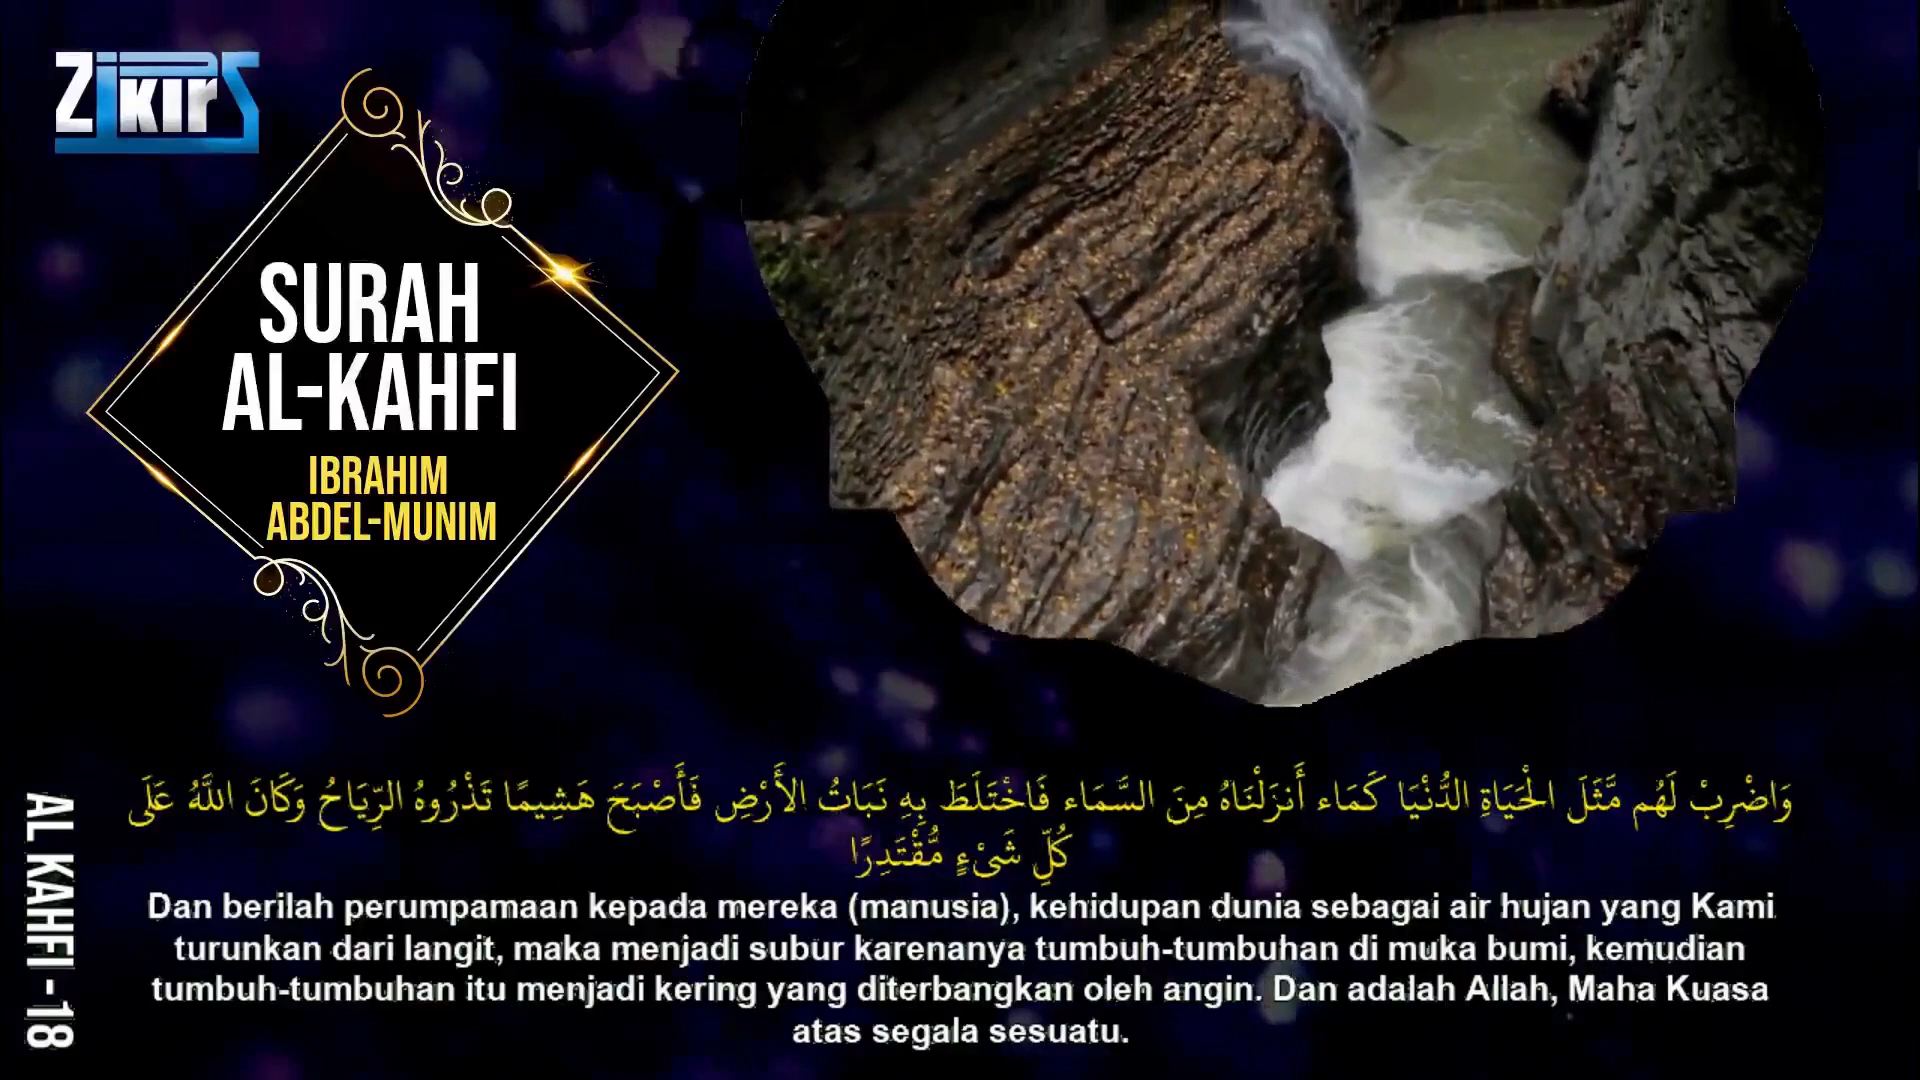 Zikir
SURAH
AL-KAHFI
IBRAHIM
ABDEL-MUNIM
وَاضْرِبْ لَهُم مَّثَلَ الْحَيَاةِ الدُّنْيَا كَمَاء أَنزَلْنَاهُ مِنَ السَّمَاء فَاخْتَلَطَ بِهِ نَبَاتُ الأَرْضِ فَأَصْبَحَ هَشِيمًا تَذْرُوهُ الرِّيَاحُ وَكَانَ اللَّهُ عَلَى
كُلِّ شَيْءٍ مُّقْتَدِرًا
Dan berilah perumpamaan kepada mereka (manusia), kehidupan dunia sebagai air hujan yang Kami
turunkan dari langit, maka menjadi subur karenanya tumbuh-tumbuhan di muka bumi, kemudian
tumbuh-tumbuhan itu menjadi kering yang diterbangkan oleh angin. Dan adalah Allah, Maha Kuasa
atas segala sesuatu.
AL KAHFI - 18